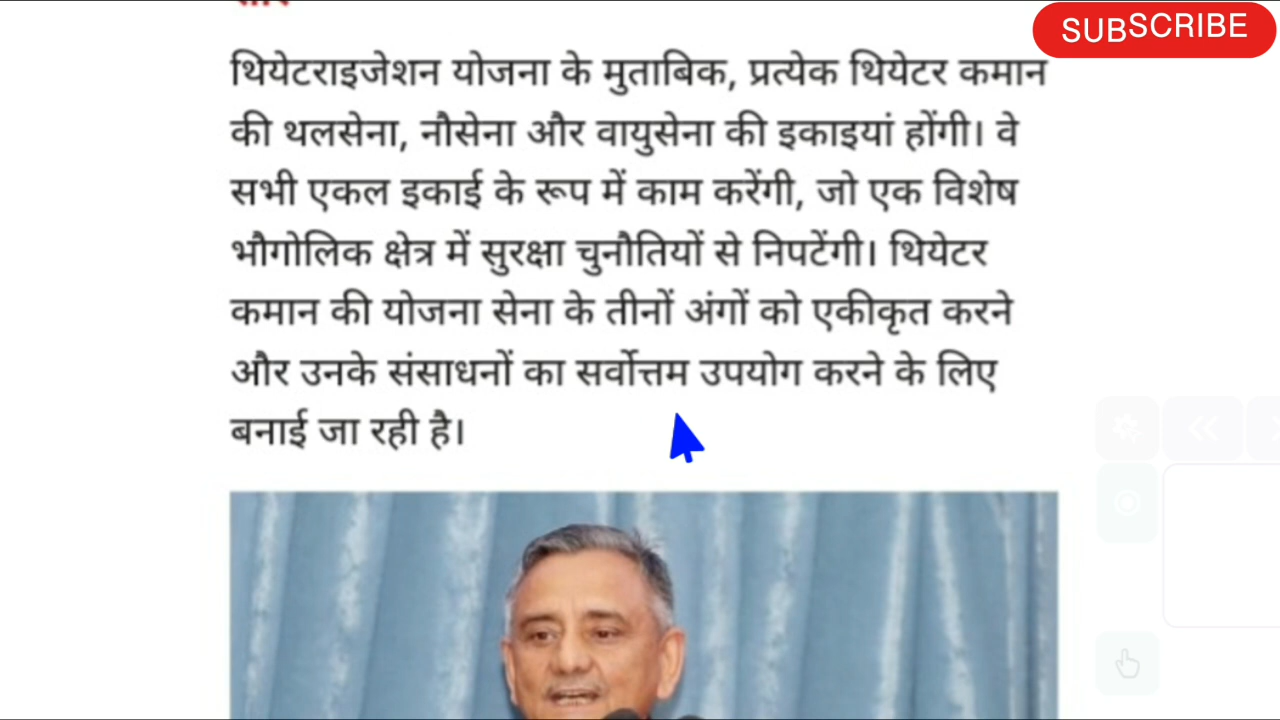 SUBSCRIBE
थियेटराइजेशन योजना के मुताबिक, प्रत्येक थियेटर कमान
की थलसेना, नौसेना और वायुसेना की इकाइयां होंगी। वे
सभी एकल इकाई के रूप में काम करेंगी, जो एक विशेष
भौगोलिक क्षेत्र में सुरक्षा चुनौतियों से निपटेंगी। थियेटर
कमान की योजना सेना के तीनों अंगों को एकीकृत करने
और उनके संसाधनों का सर्वोत्तम उपयोग करने के लिए
बनाई जा रही है।